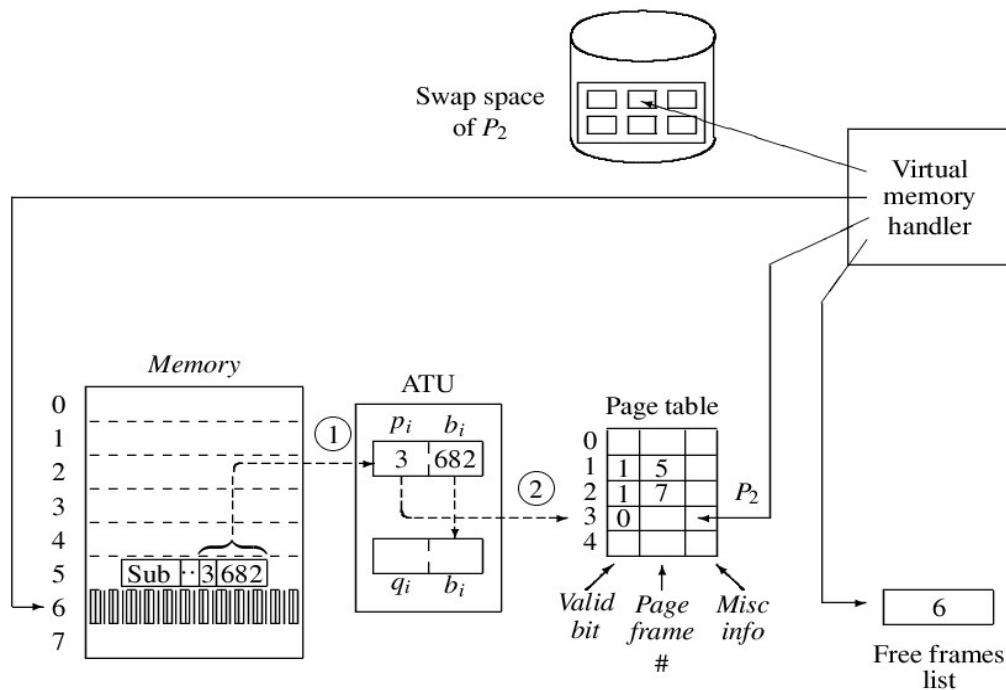 Swap space
of P2
Virtual
memory
handler
Memory
0
1
2
3
4
5
6
7
Sub ·· 3 682
1
ATU
pi bi
3 682
qi bi
2
Page table
0
1 1 5
2 1 7
3 0
4
P2
Valid
bit
Page
frame
#
Misc
info
6
Free frames
list